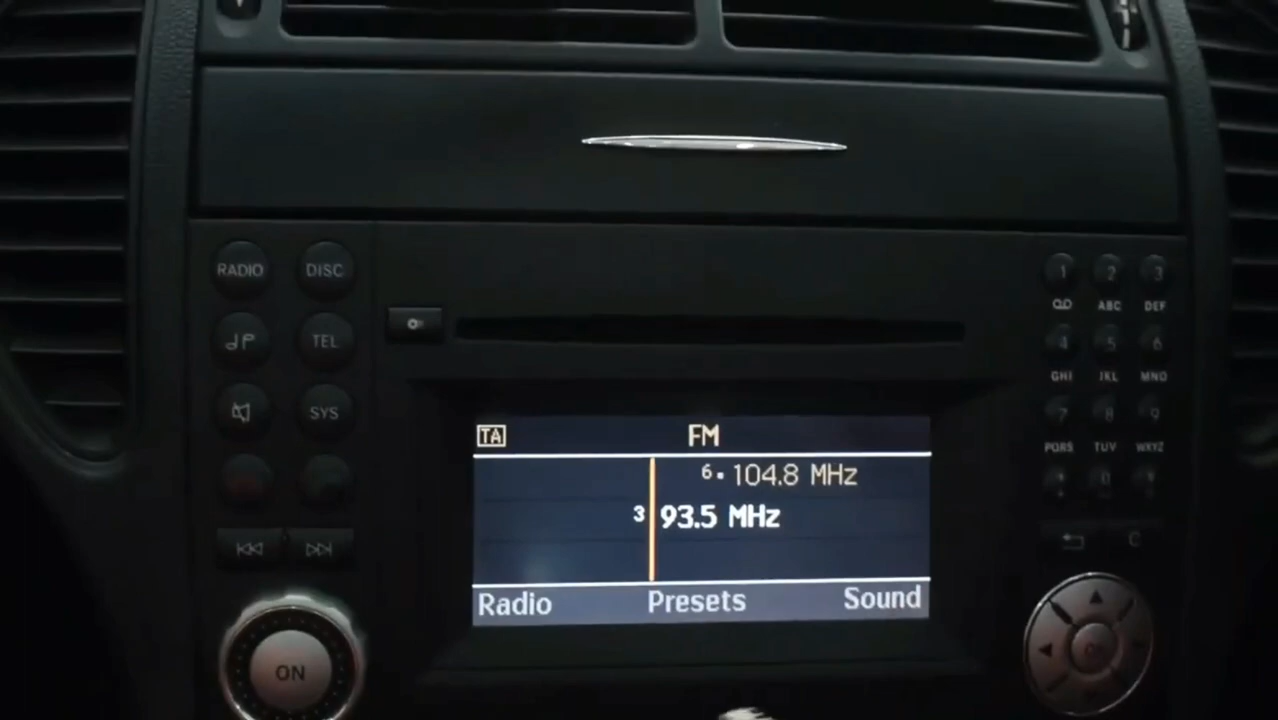 RADIO DISC
TEL
SYS
ON
TA FM
6 104.8 MHz
3 93.5 MHz
Radio Presets Sound
1 2 3
ABC DEF
4 5 6
GHI JKL MNO
7 8 9
PQRS TUV WXYZ
C